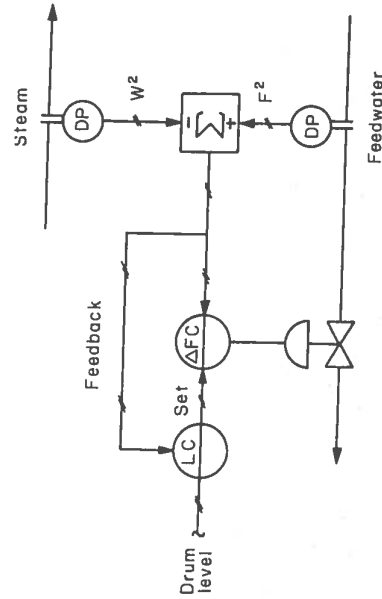 Steam
DP
W²
−
Σ
+
F²
DP
Feedwater
Feedback
ΔFC
Set
LC
Drum
level